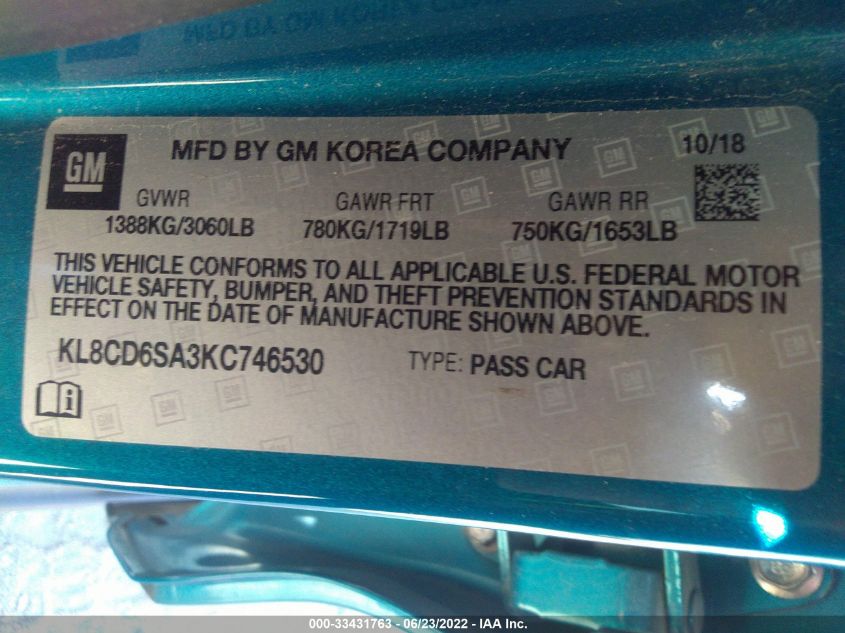 GM
MFD BY GM KOREA COMPANY
10/18
GVWR
GAWR FRT
GAWR RR
1388KG/3060LB
780KG/1719LB
750KG/1653LB
THIS VEHICLE CONFORMS TO ALL APPLICABLE U.S. FEDERAL MOTOR
VEHICLE SAFETY, BUMPER, AND THEFT PREVENTION STANDARDS IN
EFFECT ON THE DATE OF MANUFACTURE SHOWN ABOVE.
KL8CD6SA3KC746530
TYPE: PASS CAR
000-33431763 - 06/23/2022 - IAA Inc.